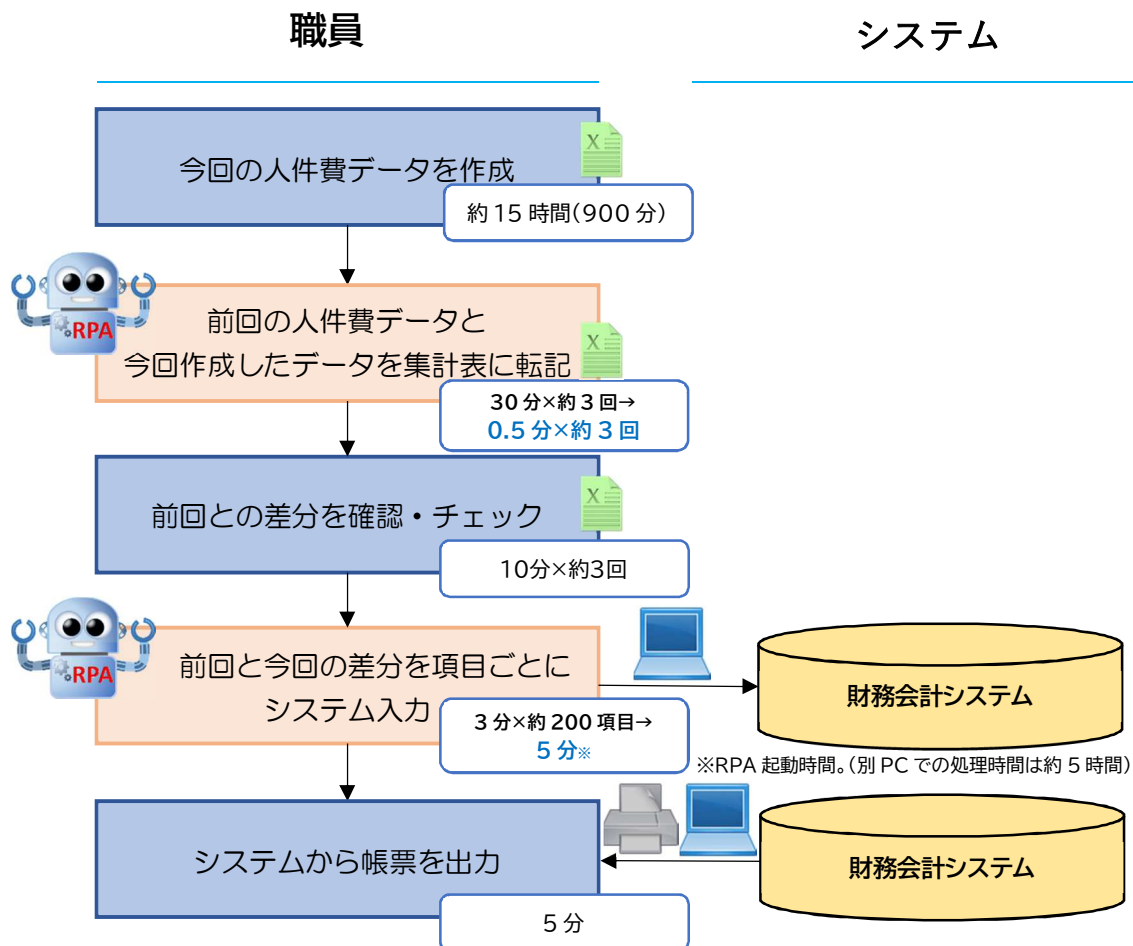 職員
システム
今回の人件費データを作成
X
約15時間(900分)
RPA
前回の人件費データと
今回作成したデータを集計表に転記
X
30分×約3回→
0.5分×約3回
前回との差分を確認・チェック
X
10分×約3回
RPA
前回と今回の差分を項目ごとに
システム入力
財務会計システム
3分×約200項目→
5分※
※RPA起動時間。(別PCでの処理時間は約5時間)
システムから帳票を出力
財務会計システム
5分